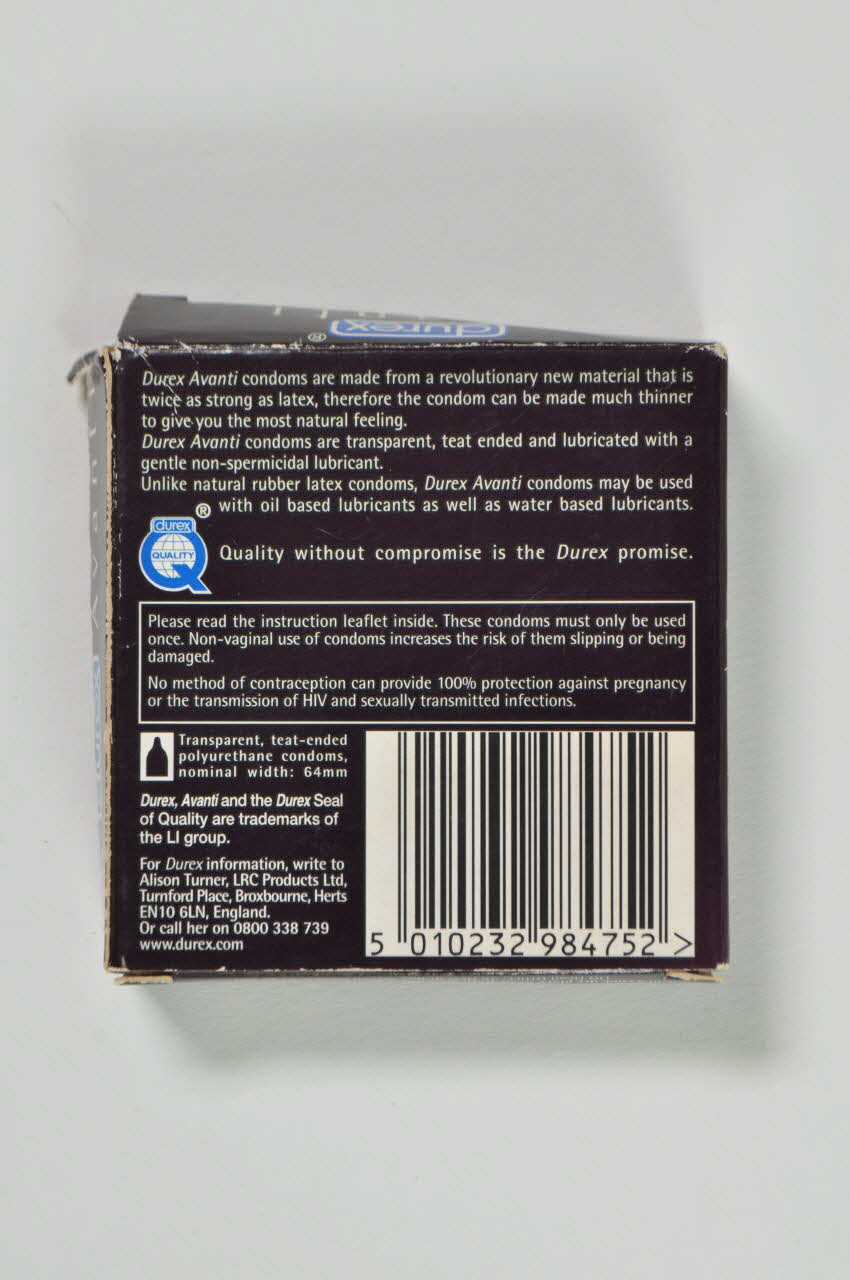 durex
®
Durex Avanti condoms are made from a revolutionary new material that is
twice as strong as latex, therefore the condom can be made much thinner
to give you the most natural feeling.
Durex Avanti condoms are transparent, teat ended and lubricated with a
gentle non-spermicidal lubricant.
Unlike natural rubber latex condoms, Durex Avanti condoms may be used
with oil based lubricants as well as water based lubricants.
®
durex
QUALITY
Quality without compromise is the Durex promise.
Please read the instruction leaflet inside. These condoms must only be used
once. Non-vaginal use of condoms increases the risk of them slipping or being
damaged.
No method of contraception can provide 100% protection against pregnancy
or the transmission of HIV and sexually transmitted infections.
Transparent, teat-ended
polyurethane condoms,
nominal width: 64mm
Durex, Avanti and the Durex Seal
of Quality are trademarks of
the LI group.
For Durex information, write to
Alison Turner, LRC Products Ltd,
Turnford Place, Broxbourne, Herts
EN10 6LN, England.
Or call her on 0800 338 739
www.durex.com
5 010232 984752 >